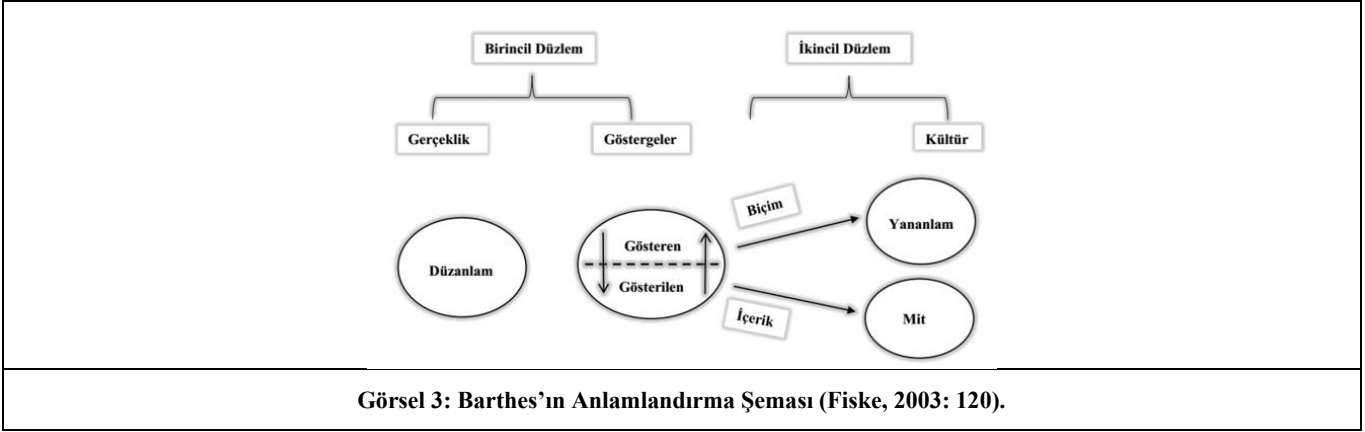 Birincil Düzlem
İkincil Düzlem
Gerçeklik
Göstergeler
Kültür
Düzanlam
Gösteren
Gösterilen
Biçim
İçerik
Yananlam
Mit
Görsel 3: Barthes’ın Anlamlandırma Şeması (Fiske, 2003: 120).